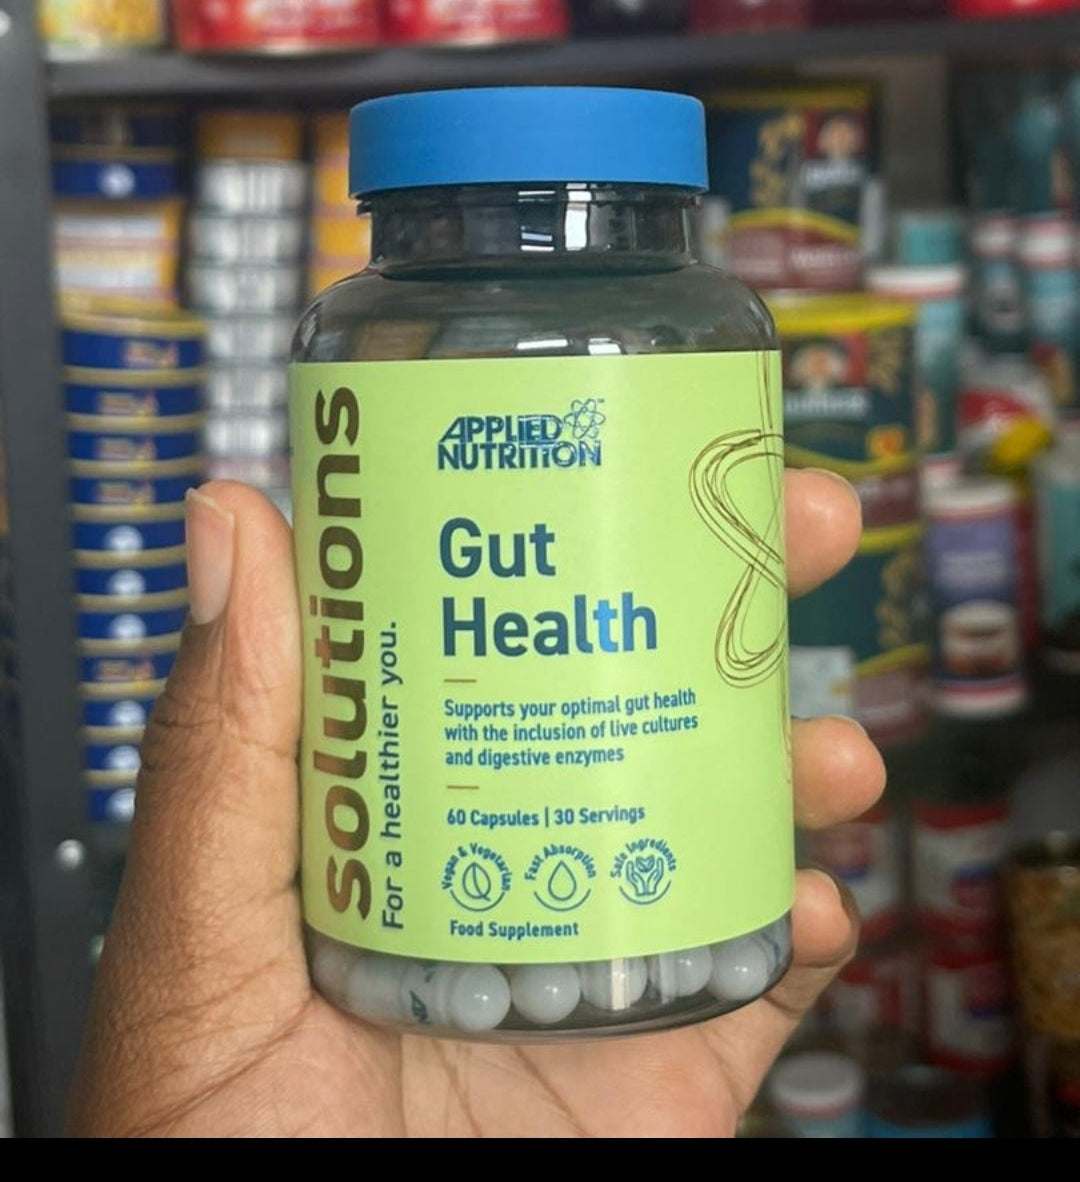 solutions
For a healthier you.
APPLIED
NUTRITION
™
Gut
Health
Supports your optimal gut health
with the inclusion of live cultures
and digestive enzymes
60 Capsules | 30 Servings
Vegan & Vegetarian
Fast Absorption
Safe Ingredients
Food Supplement